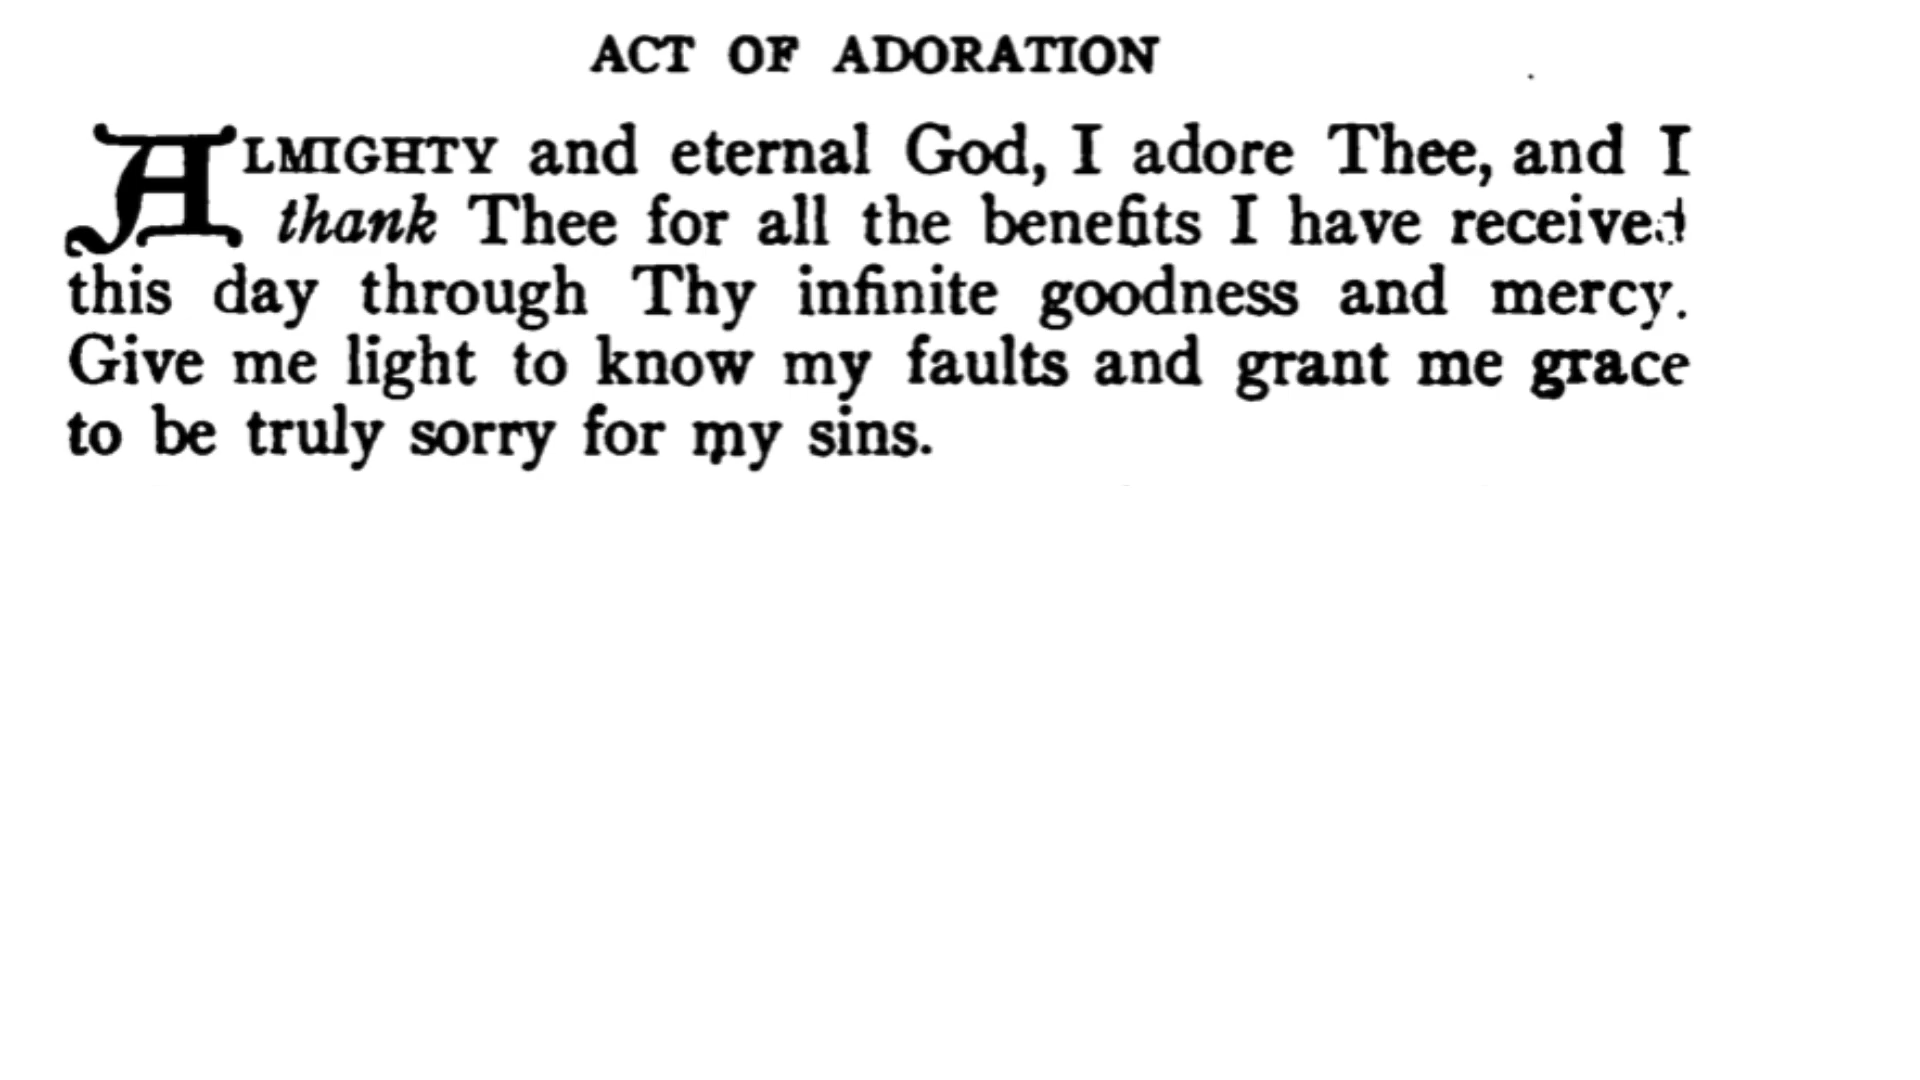 ACT OF ADORATION
ALMIGHTY and eternal God, I adore Thee, and I
thank Thee for all the benefits I have received
this day through Thy infinite goodness and mercy.
Give me light to know my faults and grant me grace
to be truly sorry for my sins.